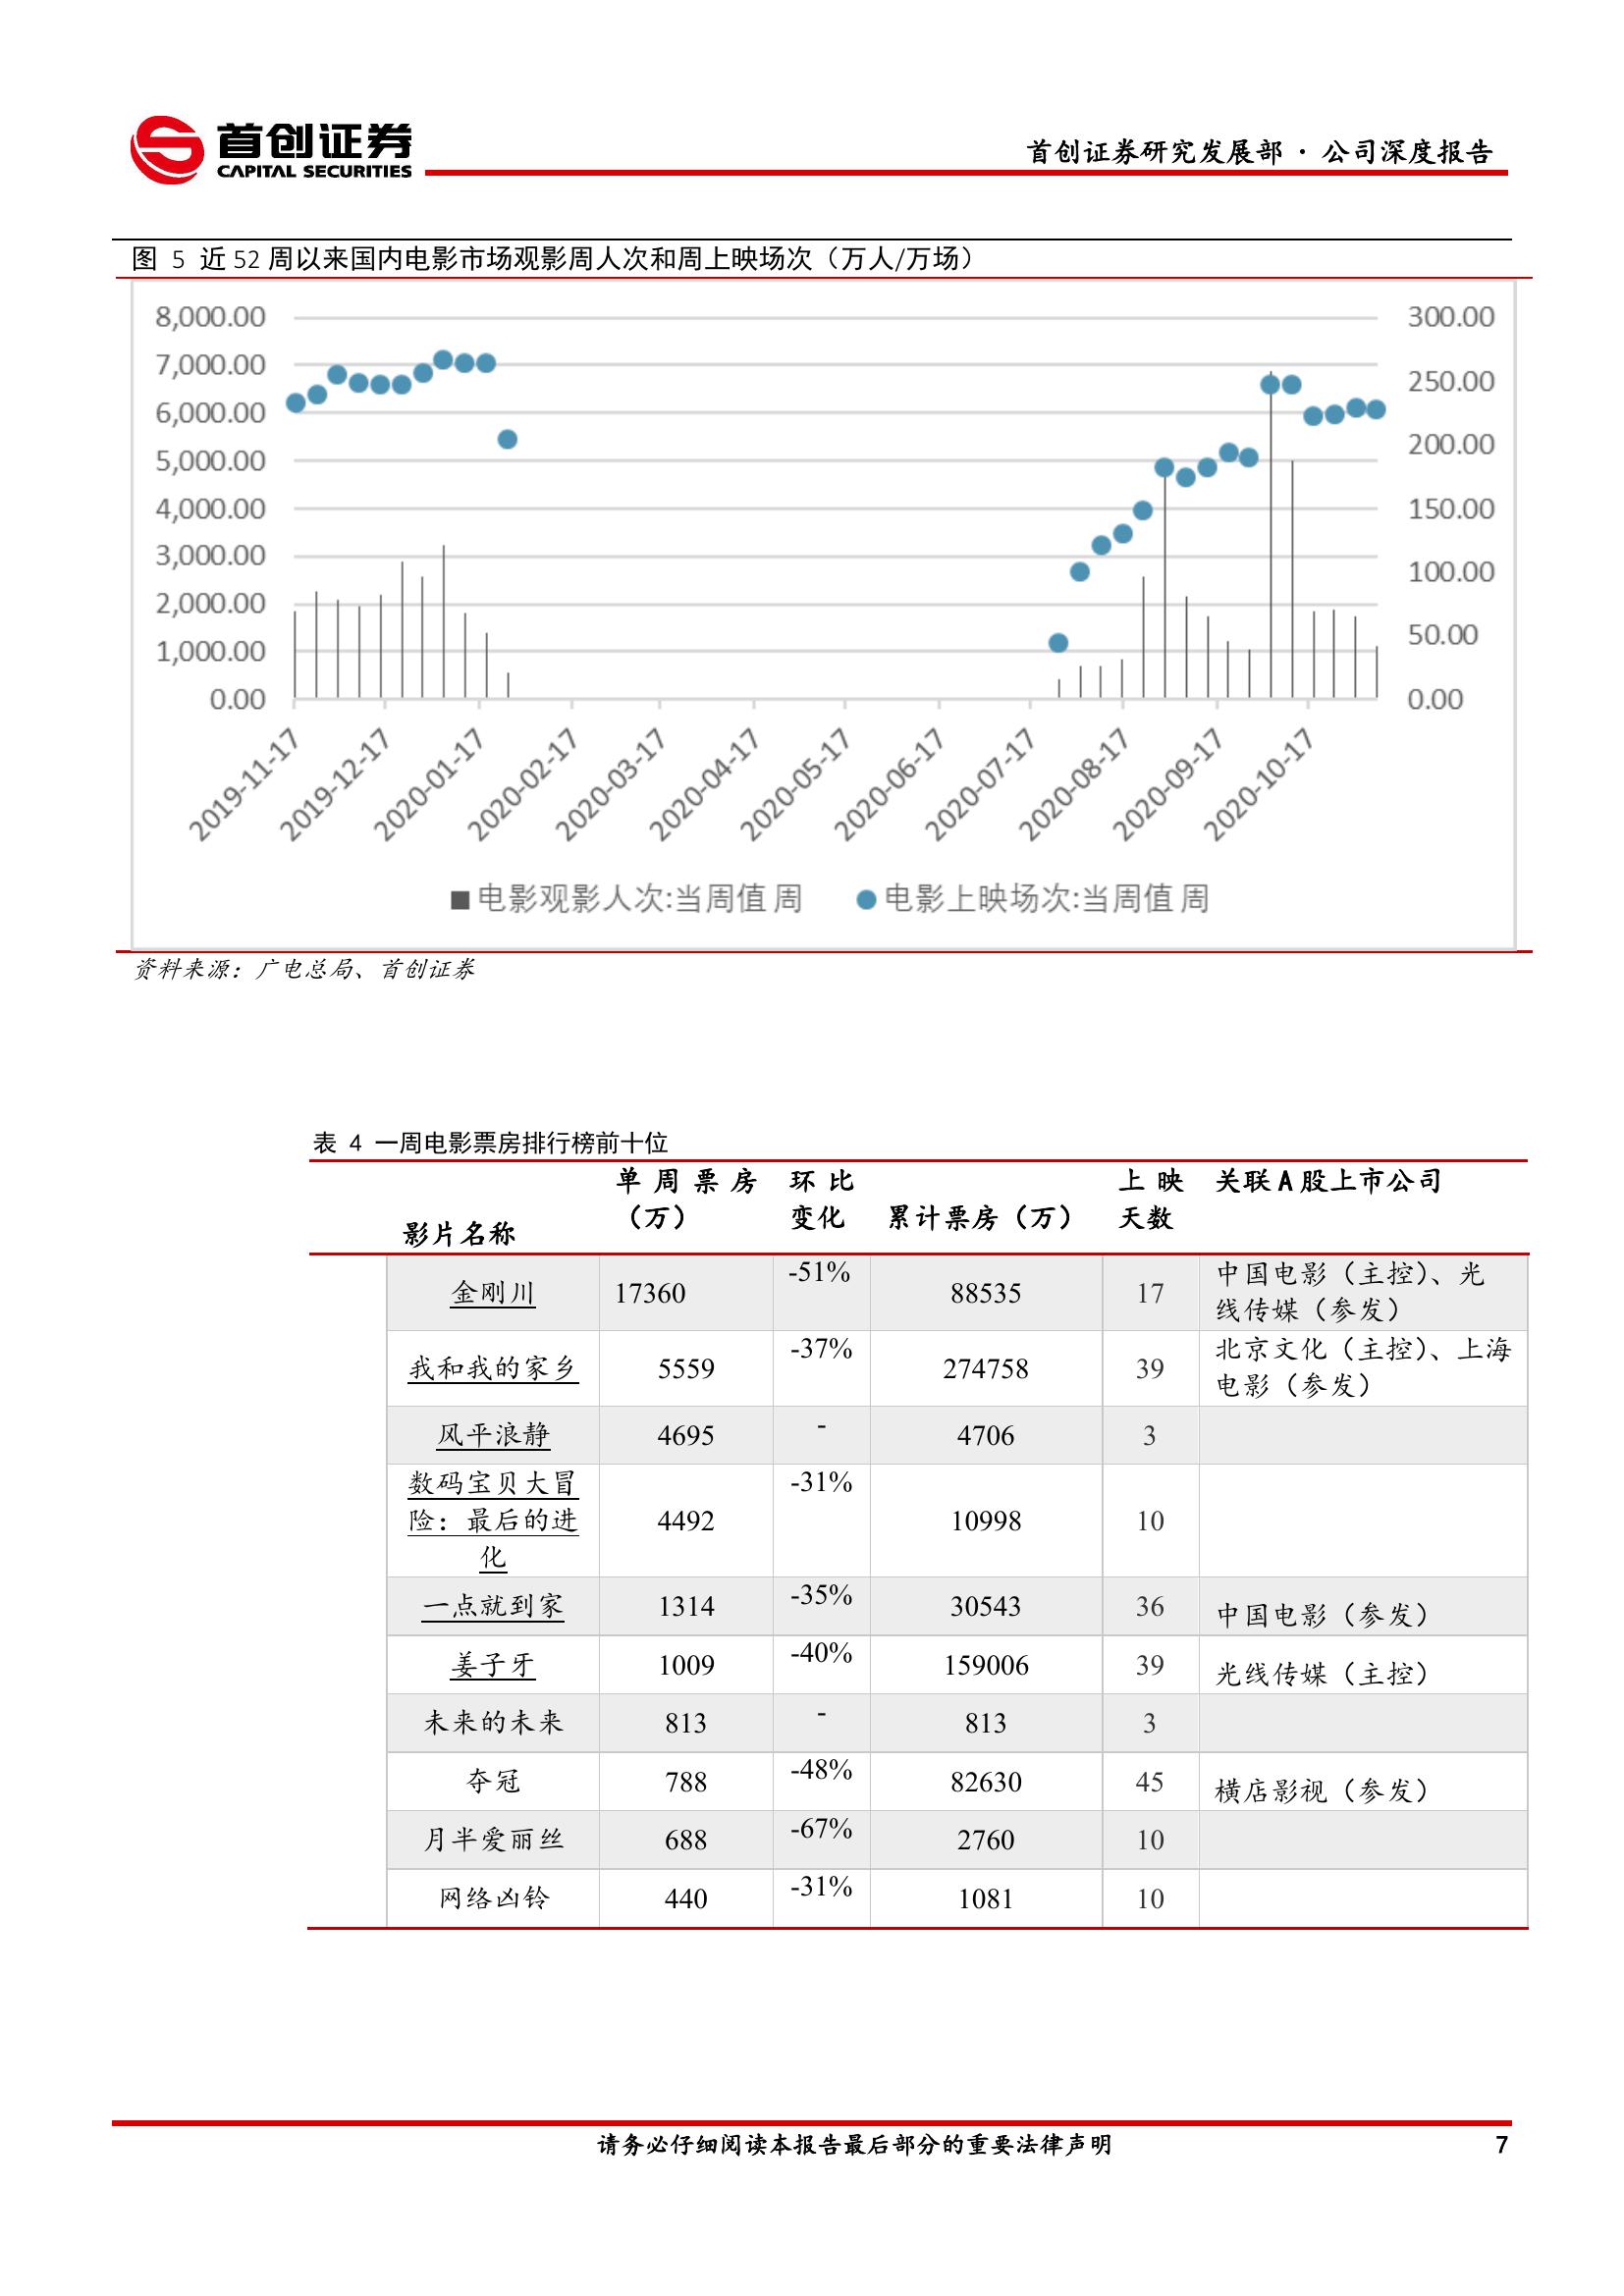 首创证券
CAPITAL SECURITIES
首创证券研究发展部 · 公司深度报告
图 5 近 52 周以来国内电影市场观影周人次和周上映场次（万人/万场）
8,000.00
7,000.00
6,000.00
5,000.00
4,000.00
3,000.00
2,000.00
1,000.00
0.00
300.00
250.00
200.00
150.00
100.00
50.00
0.00
2019-11-17
2019-12-17
2020-01-17
2020-02-17
2020-03-17
2020-04-17
2020-05-17
2020-06-17
2020-07-17
2020-08-17
2020-09-17
2020-10-17
电影观影人次:当周值 周
电影上映场次:当周值 周
资料来源：广电总局、首创证券
表 4 一周电影票房排行榜前十位
影片名称 单周票房（万） 环比变化 累计票房（万） 上映天数 关联 A 股上市公司
金刚川 17360 -51% 88535 17 中国电影（主控）、光线传媒（参发）
我和我的家乡 5559 -37% 274758 39 北京文化（主控）、上海电影（参发）
风平浪静 4695 - 4706 3
数码宝贝大冒险：最后的进化 4492 -31% 10998 10
一点就到家 1314 -35% 30543 36 中国电影（参发）
姜子牙 1009 -40% 159006 39 光线传媒（主控）
未来的未来 813 - 813 3
夺冠 788 -48% 82630 45 横店影视（参发）
月半爱丽丝 688 -67% 2760 10
网络凶铃 440 -31% 1081 10
请务必仔细阅读本报告最后部分的重要法律声明
7